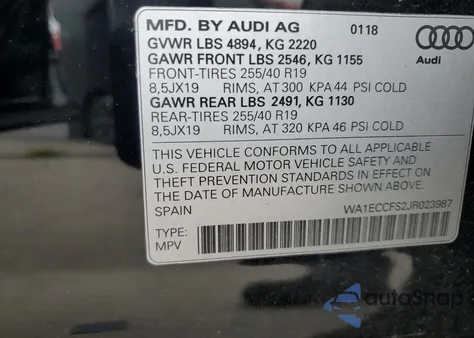 MFD. BY AUDI AG 0118
GVWR LBS 4894, KG 2220
GAWR FRONT LBS 2546, KG 1155
FRONT-TIRES 255/40 R19
8,5JX19 RIMS, AT 300 KPA 44 PSI COLD
GAWR REAR LBS 2491, KG 1130
REAR-TIRES 255/40 R19
8,5JX19 RIMS, AT 320 KPA 46 PSI COLD
Audi
THIS VEHICLE CONFORMS TO ALL APPLICABLE
U.S. FEDERAL MOTOR VEHICLE SAFETY AND
THEFT PREVENTION STANDARDS IN EFFECT ON
THE DATE OF MANUFACTURE SHOWN ABOVE.
SPAIN WA1ECCFS2JR023987
TYPE:
MPV
autoSnap